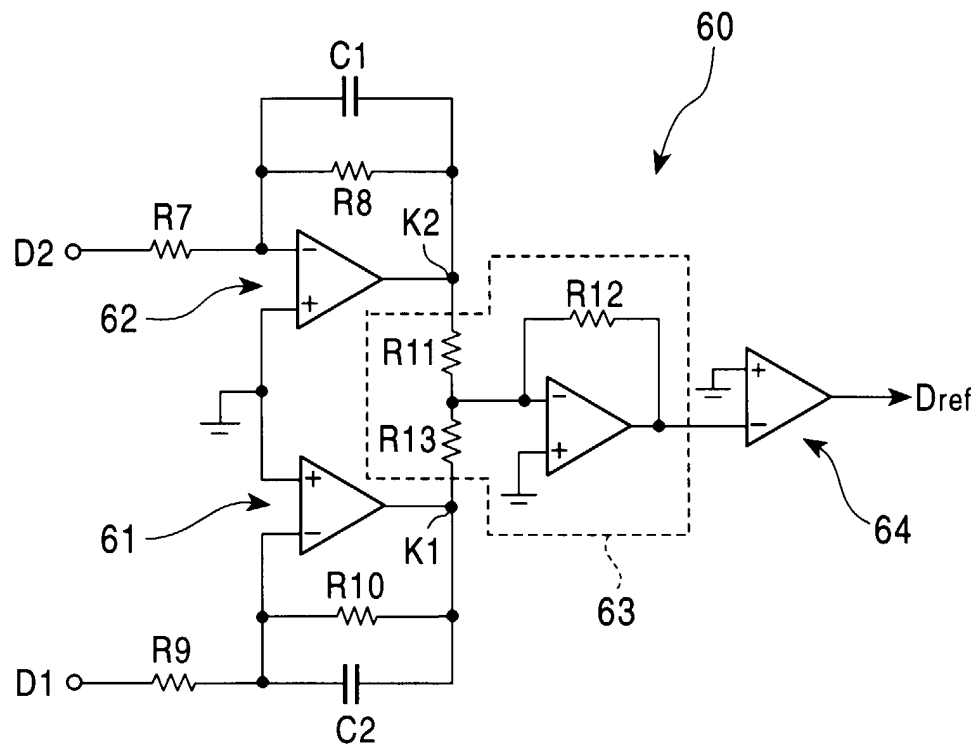 60
C1
R8
R7
K2
D2
−
+
62
R12
R11
−
+
R13
+
−
Dref
64
+
−
61
K1
R10
63
R9
D1
C2